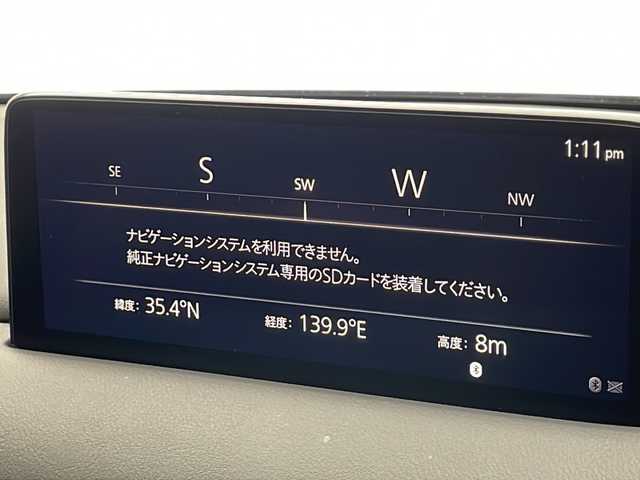 1:11pm
SE S SW W NW
ナビゲーションシステムを利用できません。
純正ナビゲーションシステム専用のSDカードを装着してください。
緯度: 35.4°N 経度: 139.9°E 高度: 8m